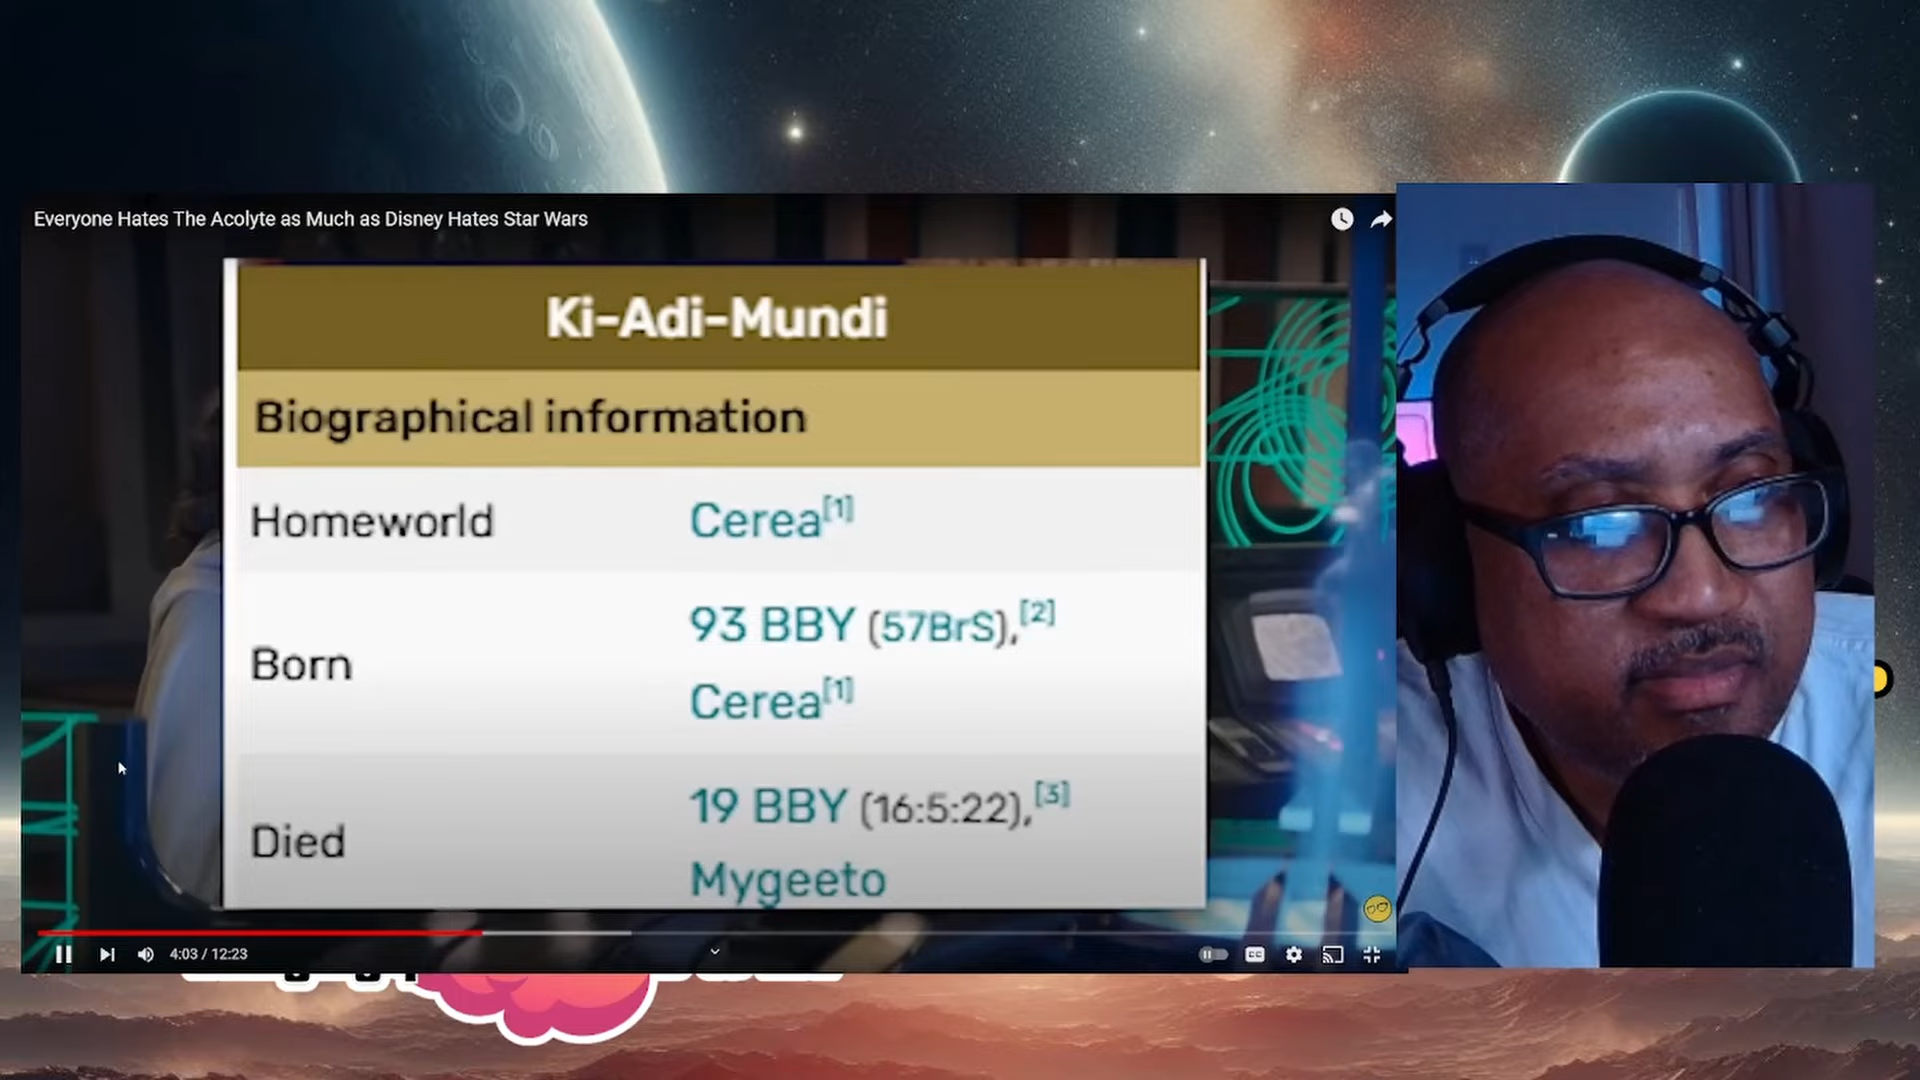 Everyone Hates The Acolyte as Much as Disney Hates Star Wars
Ki-Adi-Mundi
Biographical information
Homeworld Cerea[1]
Born 93 BBY (57BrS),[2]
Cerea[1]
Died 19 BBY (16:5:22),[3]
Mygeeto
4:03 / 12:23
CC